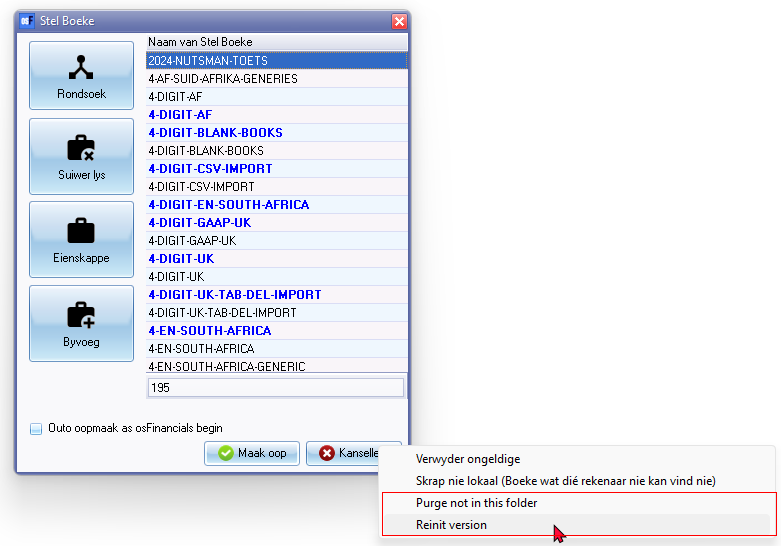 osF Stel Boeke
Rondsoek
Suiwer lys
Eienskappe
Byvoeg
Naam van Stel Boeke
2024-NUTSMAN-TOETS
4-AF-SUID-AFRIKA-GENERIES
4-DIGIT-AF
4-DIGIT-AF
4-DIGIT-BLANK-BOOKS
4-DIGIT-BLANK-BOOKS
4-DIGIT-CSV-IMPORT
4-DIGIT-CSV-IMPORT
4-DIGIT-EN-SOUTH-AFRICA
4-DIGIT-GAAP-UK
4-DIGIT-GAAP-UK
4-DIGIT-UK
4-DIGIT-UK
4-DIGIT-UK-TAB-DEL-IMPORT
4-DIGIT-UK-TAB-DEL-IMPORT
4-EN-SOUTH-AFRICA
4-EN-SOUTH-AFRICA
4-EN-SOUTH-AFRICA-GENERIC
195
Outo oopmaak as osFinancials begin
Maak oop
Kanselle
Verwyder ongeldige
Skrap nie lokaal (Boeke wat dié rekenaar nie kan vind nie)
Purge not in this folder
Reinit version